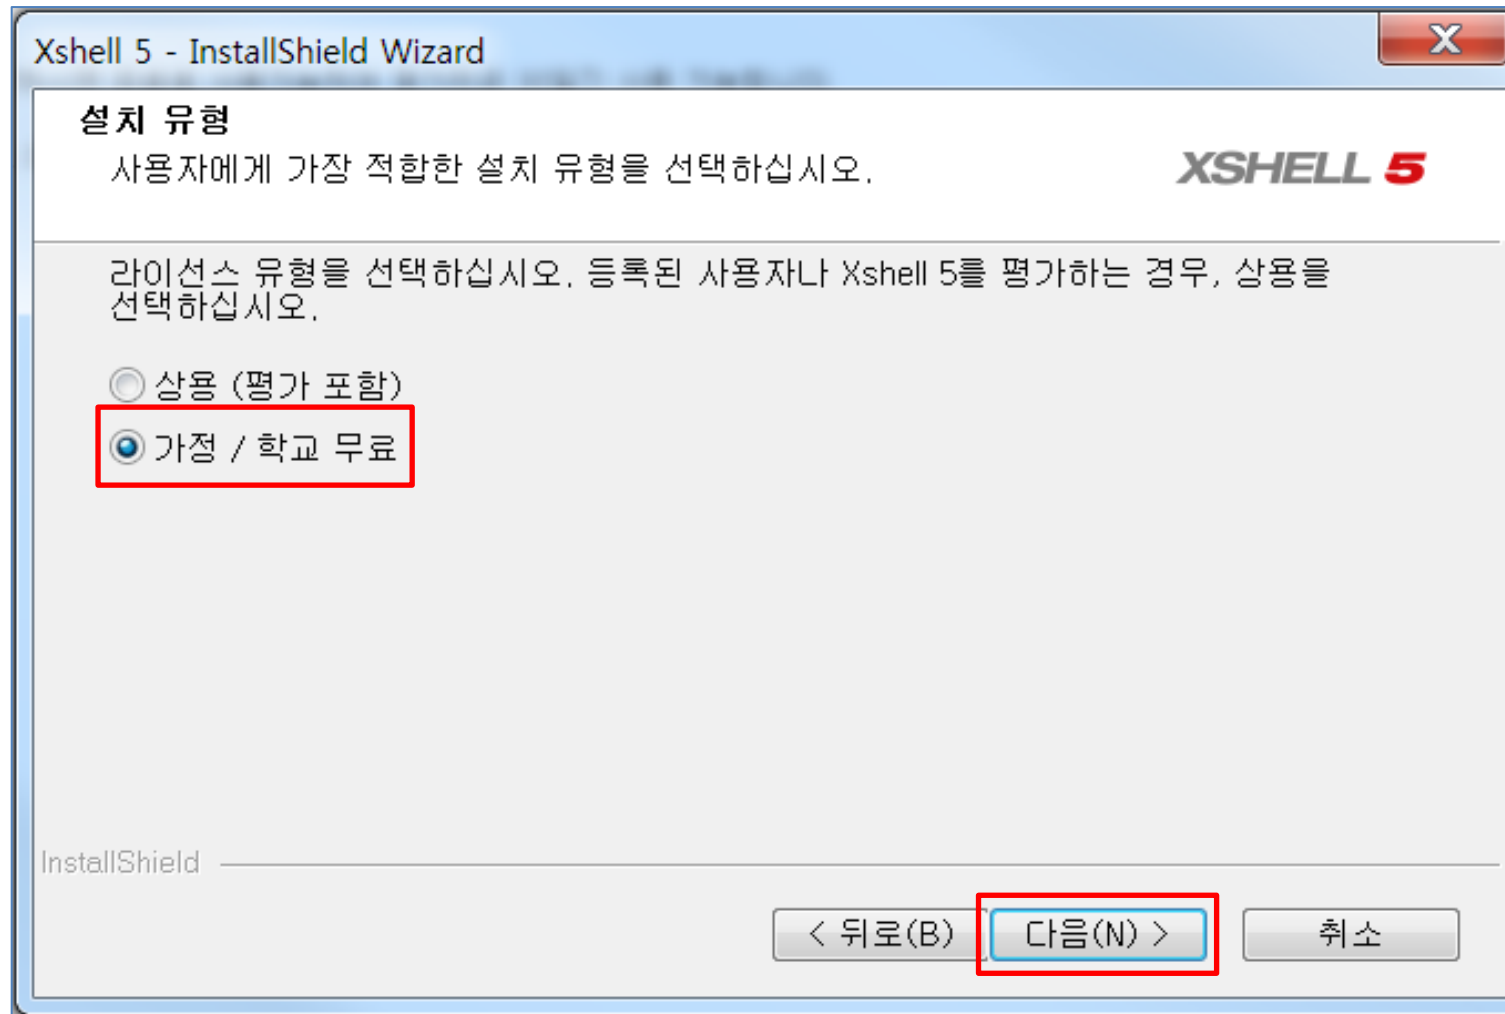 Xshell 5 - InstallShield Wizard
설치 유형
사용자에게 가장 적합한 설치 유형을 선택하십시오.
XSHELL 5
라이선스 유형을 선택하십시오. 등록된 사용자나 Xshell 5를 평가하는 경우, 상용을
선택하십시오.
상용 (평가 포함)
가정 / 학교 무료
InstallShield
< 뒤로(B) 다음(N) > 취소